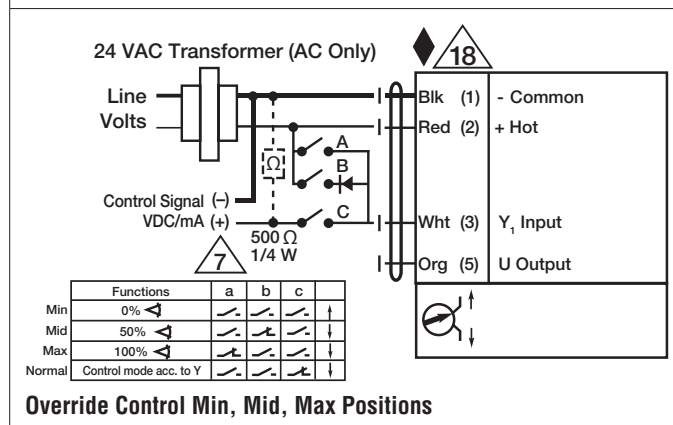 24 VAC Transformer (AC Only)
18
Line
Volts
Blk (1) - Common
Red (2) + Hot
A
B
C
Ω
Control Signal (–)
VDC/mA (+)
500 Ω
1/4 W
7
Wht (3) Y₁ Input
Org (5) U Output
Functions a b c
Min 0%
Mid 50%
Max 100%
Normal Control mode acc. to Y
Override Control Min, Mid, Max Positions